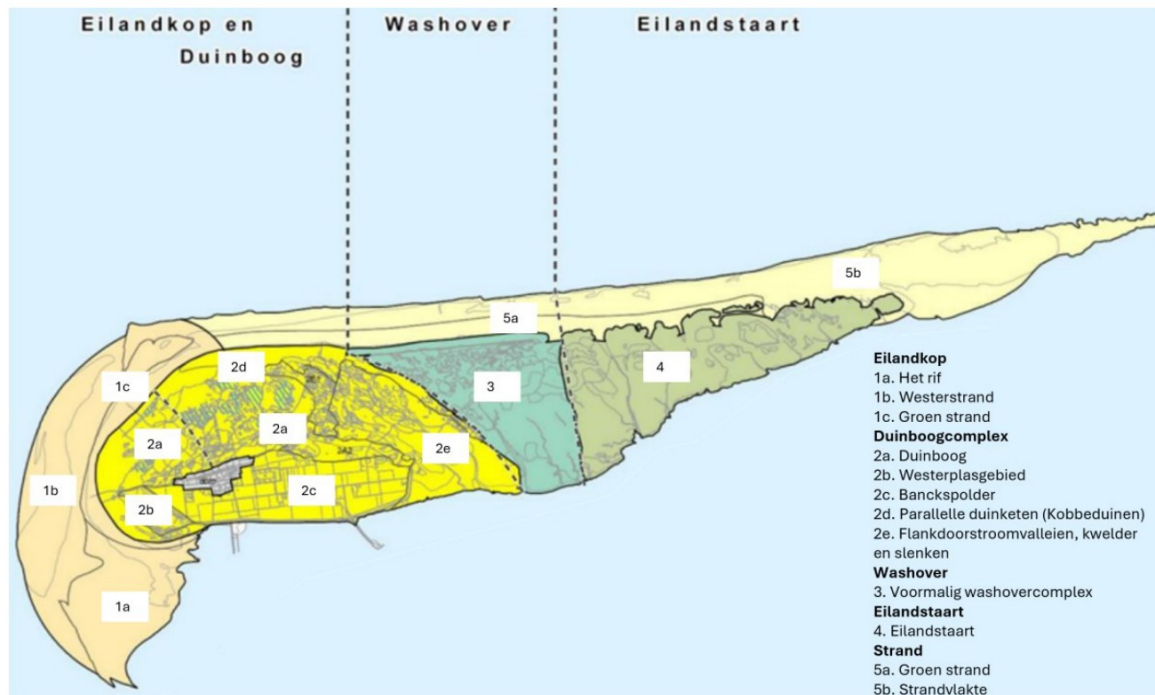 Eilandkop en
Duinboog
Washover
Eilandstaart
5b
5a
2d
1c
3
4
2a
2a
2e
1b
2c
2b
1a
Eilandkop
1a. Het rif
1b. Westerstrand
1c. Groen strand
Duinboogcomplex
2a. Duinboog
2b. Westerplasgebied
2c. Banckspolder
2d. Parallelle duinketen (Kobbeduinen)
2e. Flankdoorstroomvalleien, kwelder
en slenken
Washover
3. Voormalig washovercomplex
Eilandstaart
4. Eilandstaart
Strand
5a. Groen strand
5b. Strandvlakte